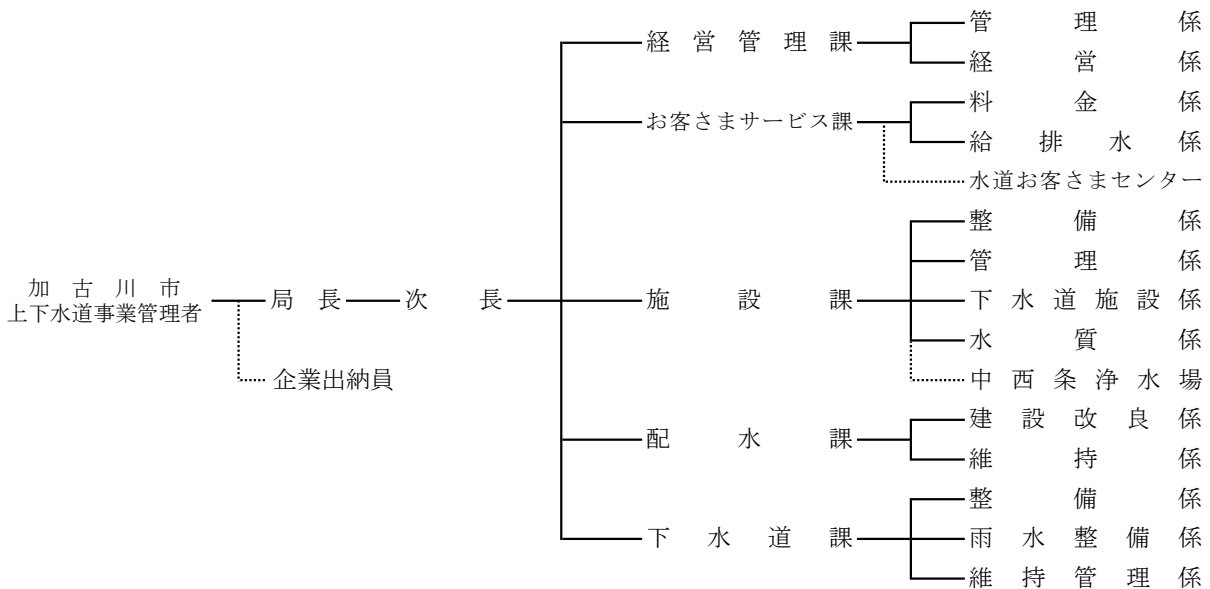 経営管理課
管理係
経営係
お客さまサービス課
料金係
給排水係
水道お客さまセンター
加古川市
上下水道事業管理者
局長
次長
企業出納員
施設課
整備係
管理係
下水道施設係
水質係
中西条浄水場
配水課
建設改良係
維持係
下水道課
整備係
雨水整備係
維持管理係